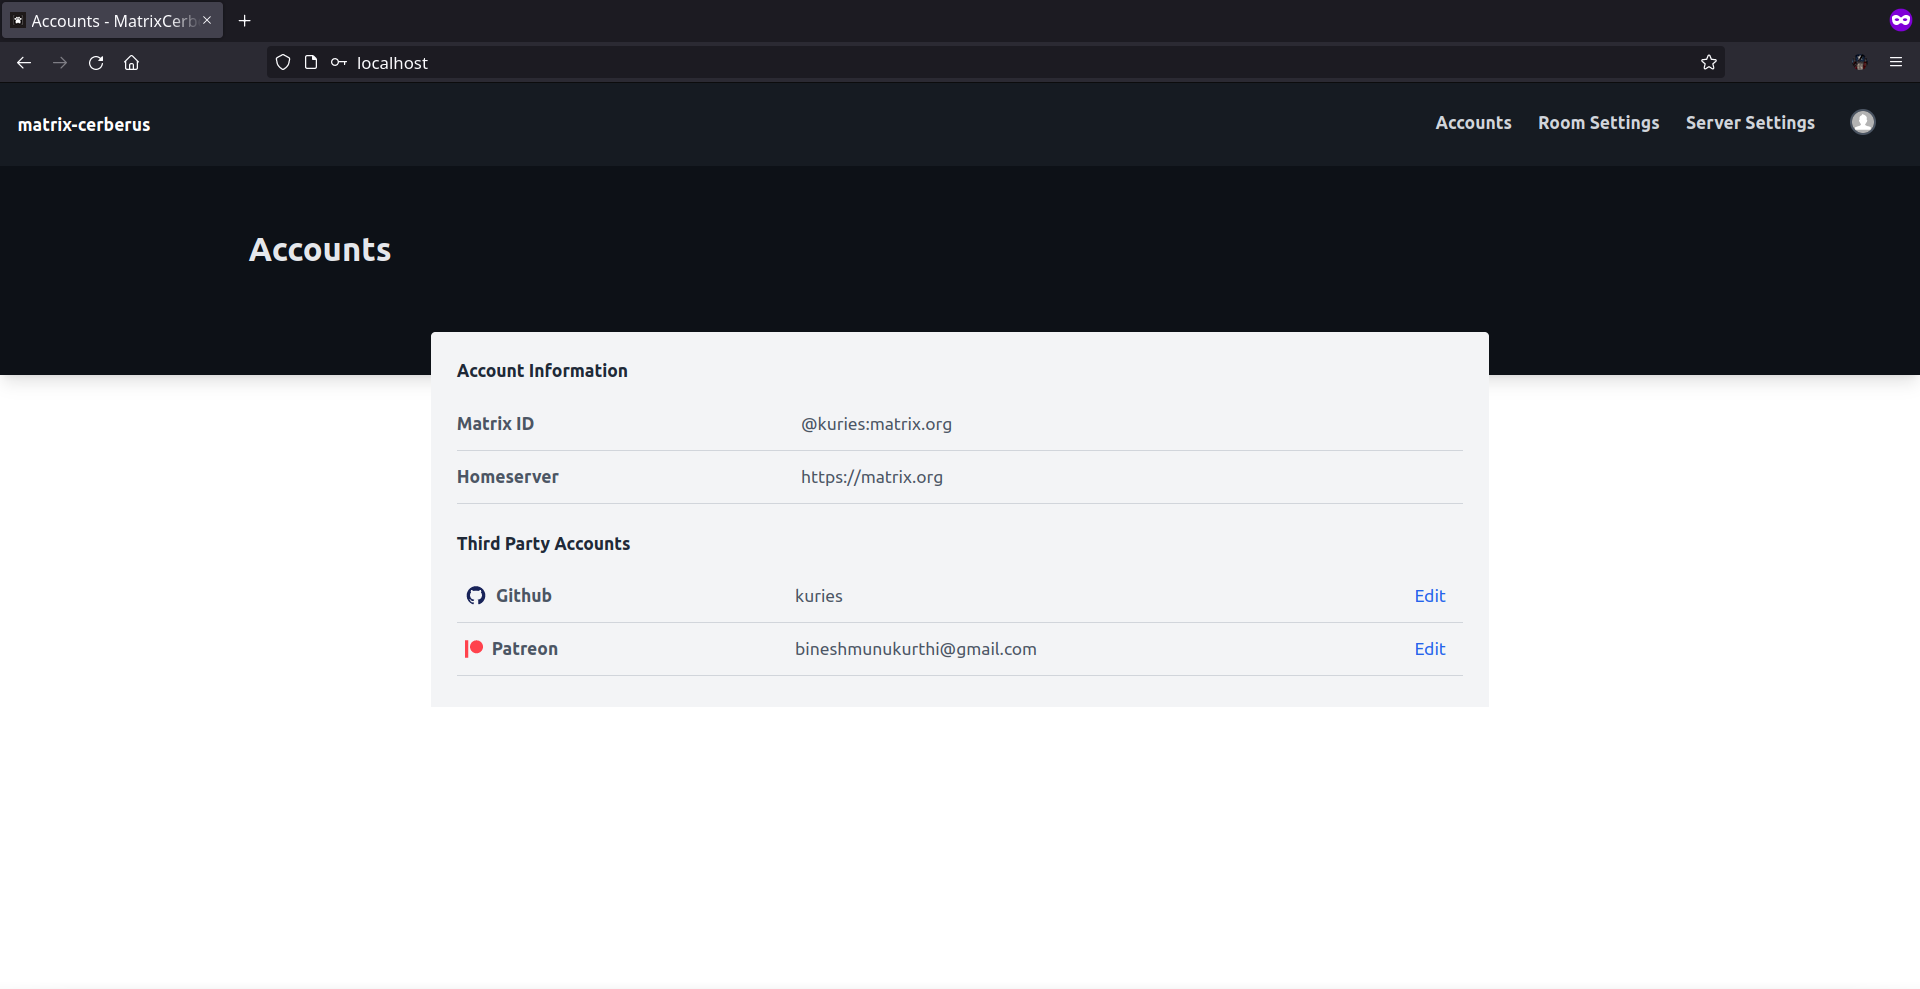 Accounts - MatrixCerb
localhost
matrix-cerberus
Accounts
Room Settings
Server Settings
Accounts
Account Information
Matrix ID @kuries:matrix.org
Homeserver https://matrix.org
Third Party Accounts
Github kuries Edit
Patreon bineshmunukurthi@gmail.com Edit